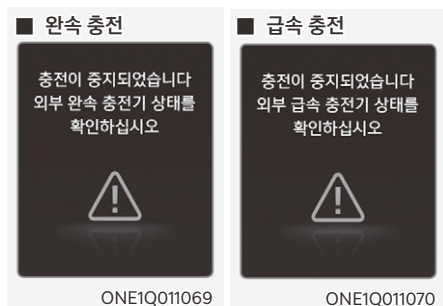 ■ 완속 충전
충전이 중지되었습니다
외부 완속 충전기 상태를
확인하십시오
ONE1Q011069
■ 급속 충전
충전이 중지되었습니다
외부 급속 충전기 상태를
확인하십시오
ONE1Q011070